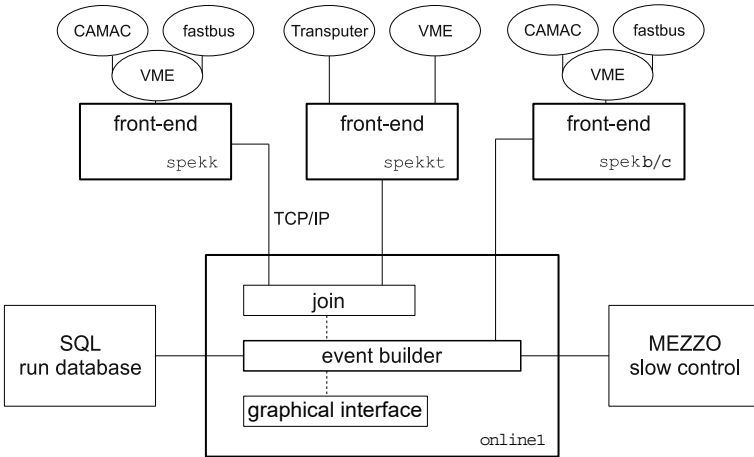 CAMAC
fastbus
VME
Transputer
VME
CAMAC
fastbus
VME
front-end
spekk
front-end
spekkt
front-end
spekb/c
TCP/IP
join
SQL
run database
event builder
MEZZO
slow control
graphical interface
online1